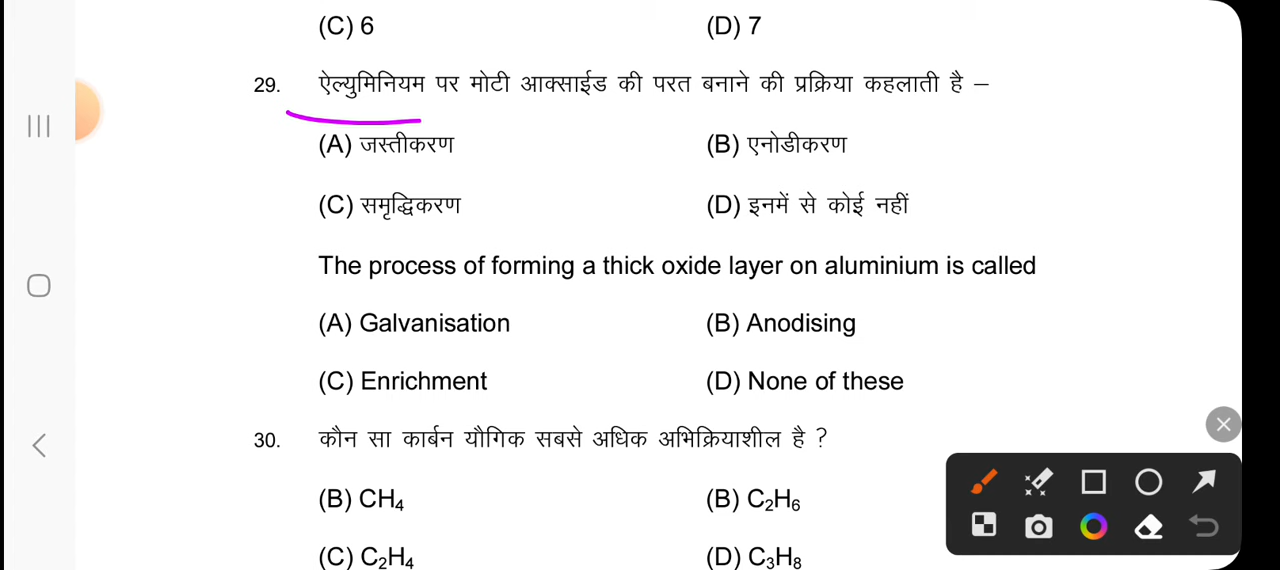 (C) 6 (D) 7
29. ऐल्युमिनियम पर मोटी आक्साईड की परत बनाने की प्रक्रिया कहलाती है –
(A) जस्तीकरण (B) एनोडीकरण
(C) समृद्धिकरण (D) इनमें से कोई नहीं
The process of forming a thick oxide layer on aluminium is called
(A) Galvanisation (B) Anodising
(C) Enrichment (D) None of these
30. कौन सा कार्बन यौगिक सबसे अधिक अभिक्रियाशील है ?
(B) CH₄ (B) C₂H₆
(C) C₂H₄ (D) C₃H₈